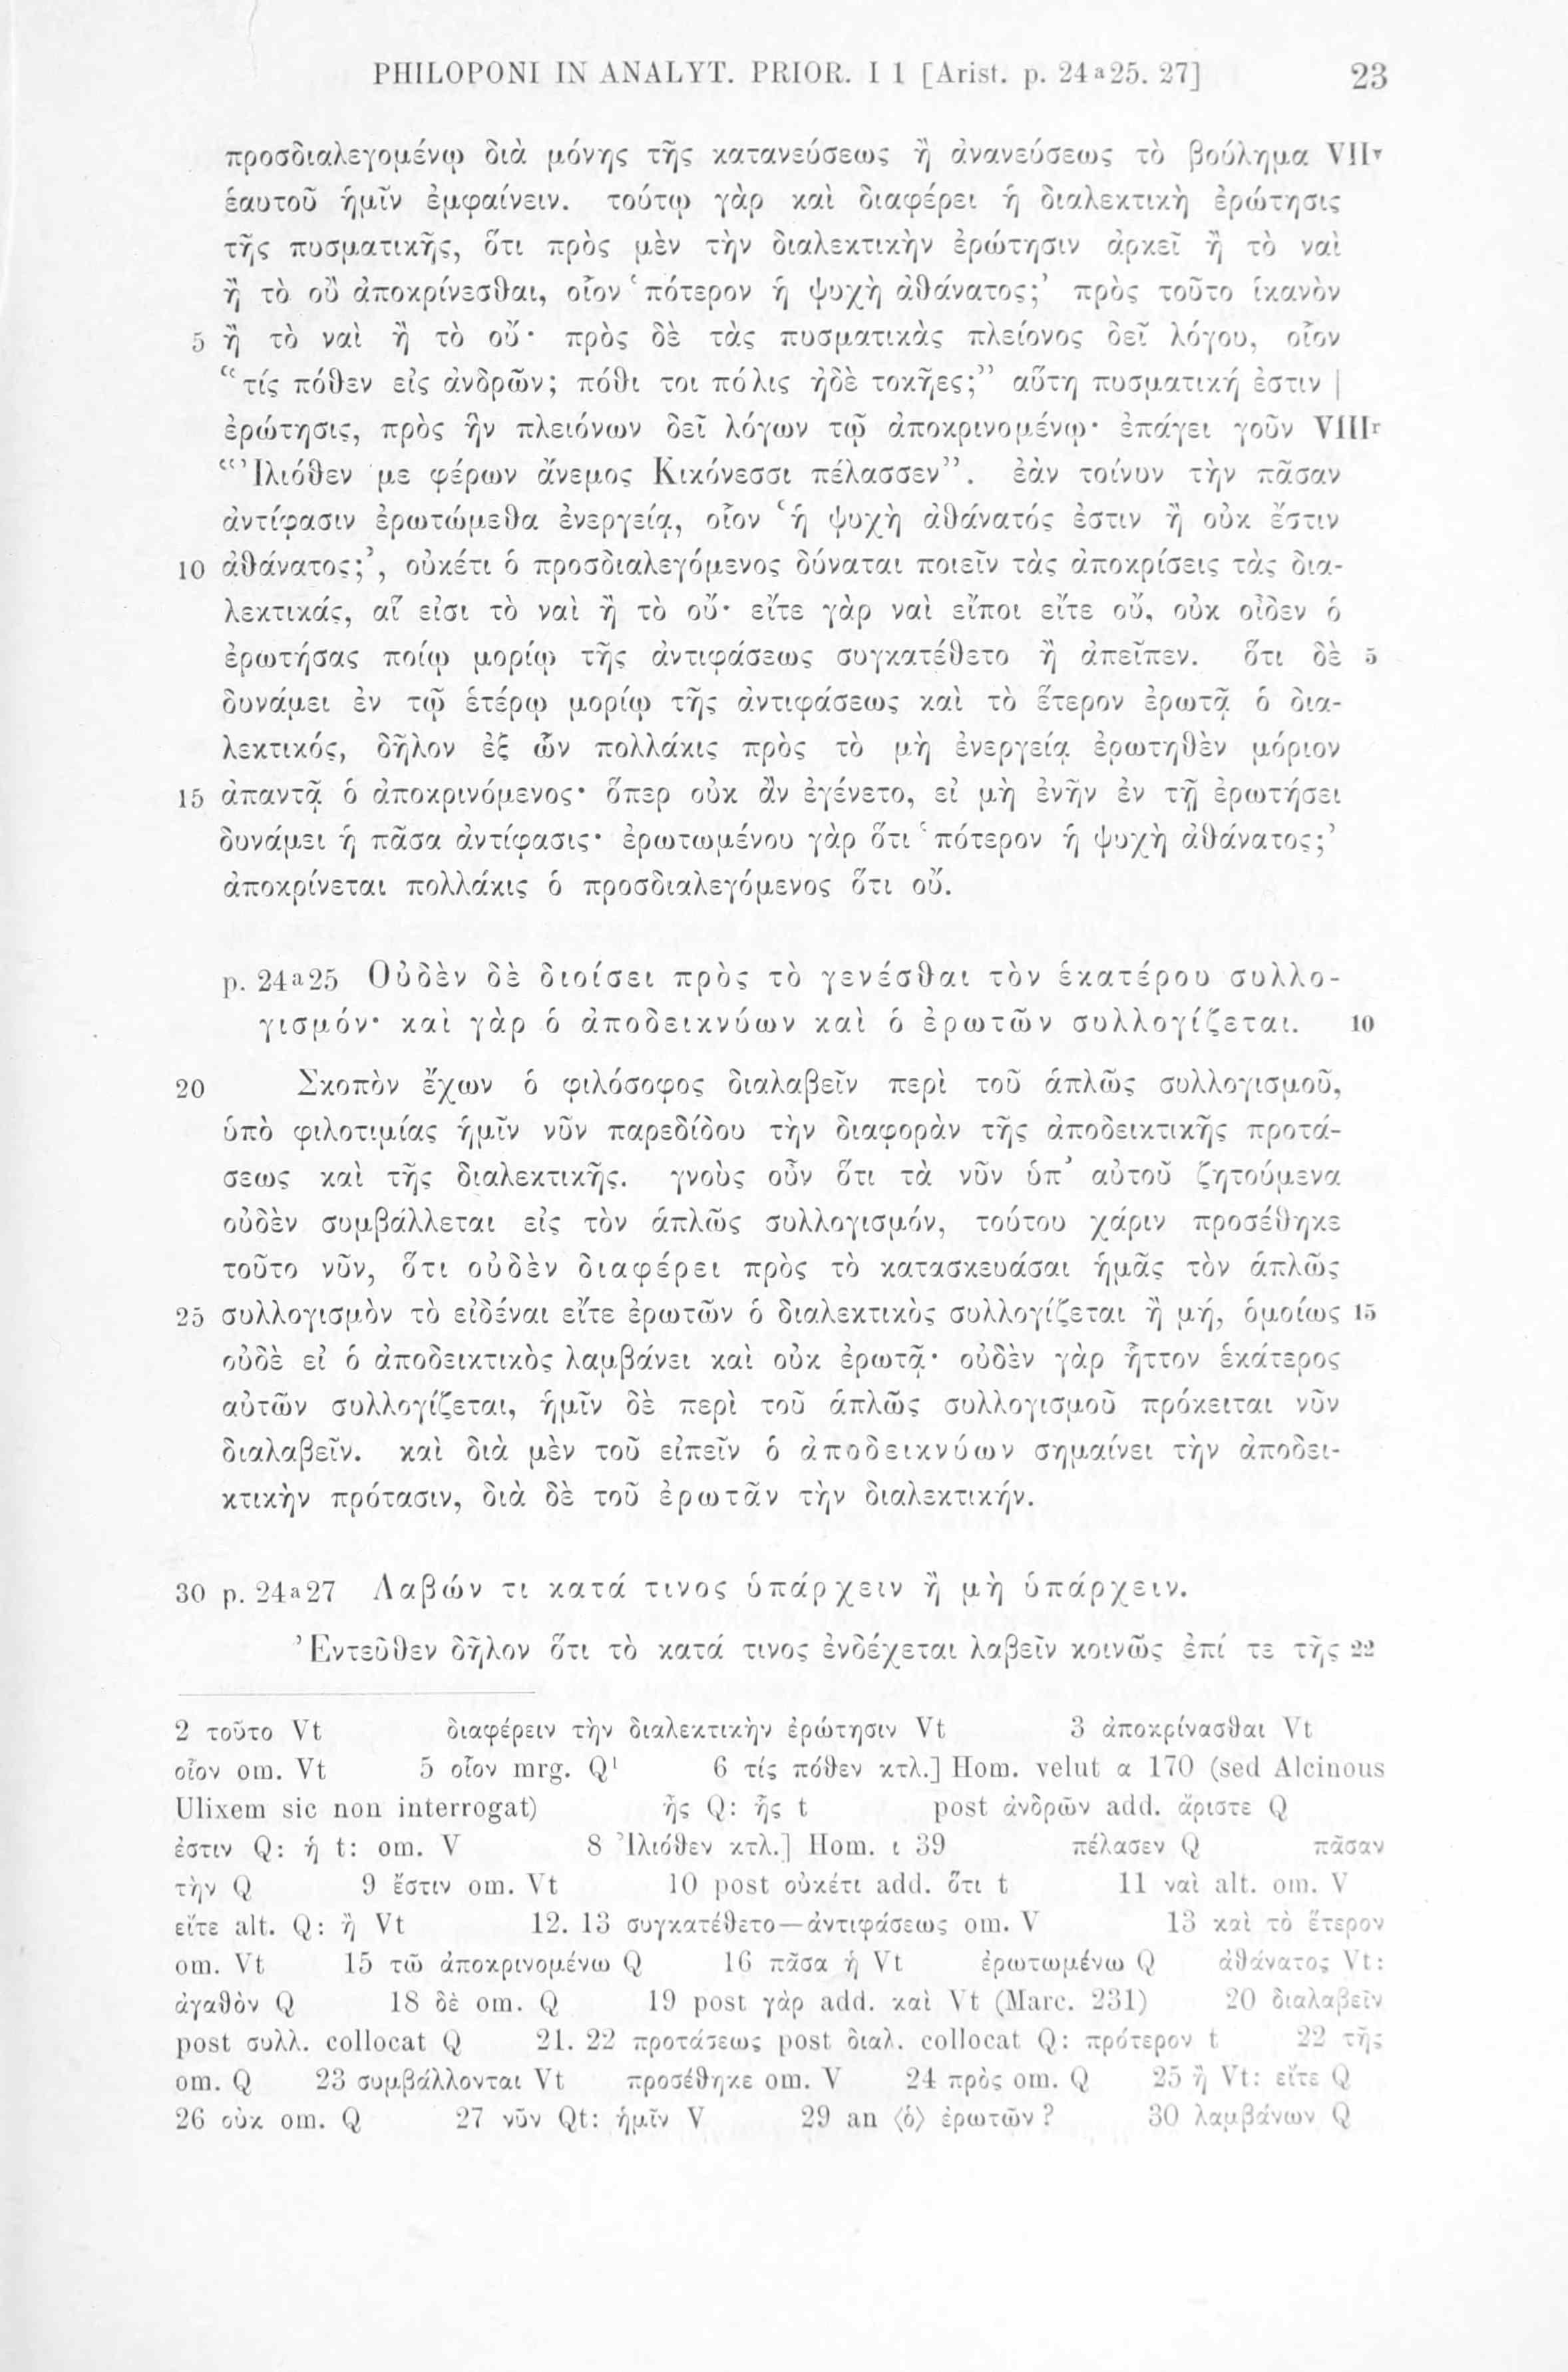 PHILOPONI IN ANALYT. PRIOR. I 1 [Arist. p. 24a25. 27] 23
προσδιαλεγομένῳ διὰ μόνης τῆς κατανεύσεως ἢ ἀνανεύσεως τὸ βούλημα VIIv
ἑαυτοῦ ἡμῖν ἐμφαίνειν. τούτῳ γὰρ καὶ διαφέρει ἡ διαλεκτικὴ ἐρώτησις
τῆς πυσματικῆς, ὅτι πρὸς μὲν τὴν διαλεκτικὴν ἐρώτησιν ἀρκεῖ ἢ τὸ ναὶ
ἢ τὸ οὒ ἀποκρίνεσθαι, οἷον ‘πότερον ἡ ψυχὴ ἀθάνατος;’ πρὸς τοῦτο ἱκανὸν
5 ἢ τὸ ναὶ ἢ τὸ οὔ· πρὸς δὲ τὰς πυσματικὰς πλείονος δεῖ λόγου, οἷον
“τίς πόθεν εἰς ἀνδρῶν; πόθι τοι πόλις ἠδὲ τοκῆες;” αὕτη πυσματική ἐστιν |
ἐρώτησις, πρὸς ἣν πλειόνων δεῖ λόγων τῷ ἀποκρινομένῳ· ἐπάγει γοῦν VIIIr
“Ἰλιόθεν με φέρων ἄνεμος Κικόνεσσι πέλασσεν”. ἐὰν τοίνυν τὴν πᾶσαν
ἀντίφασιν ἐρωτώμεθα ἐνεργείᾳ, οἷον ‘ἡ ψυχὴ ἀθάνατός ἐστιν ἢ οὐκ ἔστιν
10 ἀθάνατος;’, οὐκέτι ὁ προσδιαλεγόμενος δύναται ποιεῖν τὰς ἀποκρίσεις τὰς δια-
λεκτικάς, αἵ εἰσι τὸ ναὶ ἢ τὸ οὔ· εἴτε γὰρ ναὶ εἴποι εἴτε οὔ, οὐκ οἶδεν ὁ
ἐρωτήσας ποίῳ μορίῳ τῆς ἀντιφάσεως συγκατέθετο ἢ ἀπεῖπεν. ὅτι δὲ 5
δυνάμει ἐν τῷ ἑτέρῳ μορίῳ τῆς ἀντιφάσεως καὶ τὸ ἕτερον ἐρωτᾷ ὁ δια-
λεκτικός, δῆλον ἐξ ὧν πολλάκις πρὸς τὸ μὴ ἐνεργείᾳ ἐρωτηθὲν μόριον
15 ἀπαντᾷ ὁ ἀποκρινόμενος· ὅπερ οὐκ ἂν ἐγένετο, εἰ μὴ ἐνῆν ἐν τῇ ἐρωτήσει
δυνάμει ἡ πᾶσα ἀντίφασις· ἐρωτωμένου γὰρ ὅτι ‘πότερον ἡ ψυχὴ ἀθάνατος;’
ἀποκρίνεται πολλάκις ὁ προσδιαλεγόμενος ὅτι οὔ.
p. 24a25 Οὐδὲν δὲ διοίσει πρὸς τὸ γενέσθαι τὸν ἑκατέρου συλλο-
γισμόν· καὶ γὰρ ὁ ἀποδεικνύων καὶ ὁ ἐρωτῶν συλλογίζεται. 10
20 Σκοπὸν ἔχων ὁ φιλόσοφος διαλαβεῖν περὶ τοῦ ἁπλῶς συλλογισμοῦ,
ὑπὸ φιλοτιμίας ἡμῖν νῦν παρεδίδου τὴν διαφορὰν τῆς ἀποδεικτικῆς προτά-
σεως καὶ τῆς διαλεκτικῆς. γνοὺς οὖν ὅτι τὰ νῦν ὑπ’ αὐτοῦ ζητούμενα
οὐδὲν συμβάλλεται εἰς τὸν ἁπλῶς συλλογισμόν, τούτου χάριν προσέθηκε
τοῦτο νῦν, ὅτι οὐδὲν διαφέρει πρὸς τὸ κατασκευάσαι ἡμᾶς τὸν ἁπλῶς
25 συλλογισμὸν τὸ εἰδέναι εἴτε ἐρωτῶν ὁ διαλεκτικὸς συλλογίζεται ἢ μή, ὁμοίως 15
οὐδὲ εἰ ὁ ἀποδεικτικὸς λαμβάνει καὶ οὐκ ἐρωτᾷ· οὐδὲν γὰρ ἧττον ἑκάτερος
αὐτῶν συλλογίζεται, ἡμῖν δὲ περὶ τοῦ ἁπλῶς συλλογισμοῦ πρόκειται νῦν
διαλαβεῖν. καὶ διὰ μὲν τοῦ εἰπεῖν ὁ ἀποδεικνύων σημαίνει τὴν ἀποδει-
κτικὴν πρότασιν, διὰ δὲ τοῦ ἐρωτᾶν τὴν διαλεκτικήν.
30 p. 24a27 Λαβών τι κατά τινος ὑπάρχειν ἢ μὴ ὑπάρχειν.
Ἐντεῦθεν δῆλον ὅτι τὸ κατά τινος ἐνδέχεται λαβεῖν κοινῶς ἐπί τε τῆς 22
2 τοῦτο Vt διαφέρειν τὴν διαλεκτικὴν ἐρώτησιν Vt 3 ἀποκρίνασθαι Vt
οἷον om. Vt 5 οἷον mrg. Q¹ 6 τίς πόθεν κτλ.] Hom. velut α 170 (sed Alcinous
Ulixem sic non interrogat) ἧς Q: ἦς t post ἀνδρῶν add. ἄριστε Q
ἐστιν Q: ἡ t: om. V 8 Ἰλιόθεν κτλ.] Hom. ι 39 πέλασεν Q πᾶσαν
τὴν Q 9 ἔστιν om. Vt 10 post οὐκέτι add. ὅτι t 11 ναὶ alt. om. V
εἴτε alt. Q: ἢ Vt 12. 13 συγκατέθετο—ἀντιφάσεως om. V 13 καὶ τὸ ἕτερον
om. Vt 15 τῶ ἀποκρινομένω Q 16 πᾶσα ἡ Vt ἐρωτωμένω Q ἀθάνατος Vt:
ἀγαθὸν Q 18 δὲ om. Q 19 post γὰρ add. καὶ Vt (Marc. 231) 20 διαλαβεῖν
post συλλ. collocat Q 21. 22 προτάσεως post διαλ. collocat Q: πρότερον t 22 τῆς
om. Q 23 συμβάλλονται Vt προσέθηκε om. V 24 πρὸς om. Q 25 ἢ Vt: εἴτε Q
26 οὐκ om. Q 27 νῦν Qt: ἡμῖν V 29 an ⟨ὁ⟩ ἐρωτῶν? 30 λαμβάνων Q